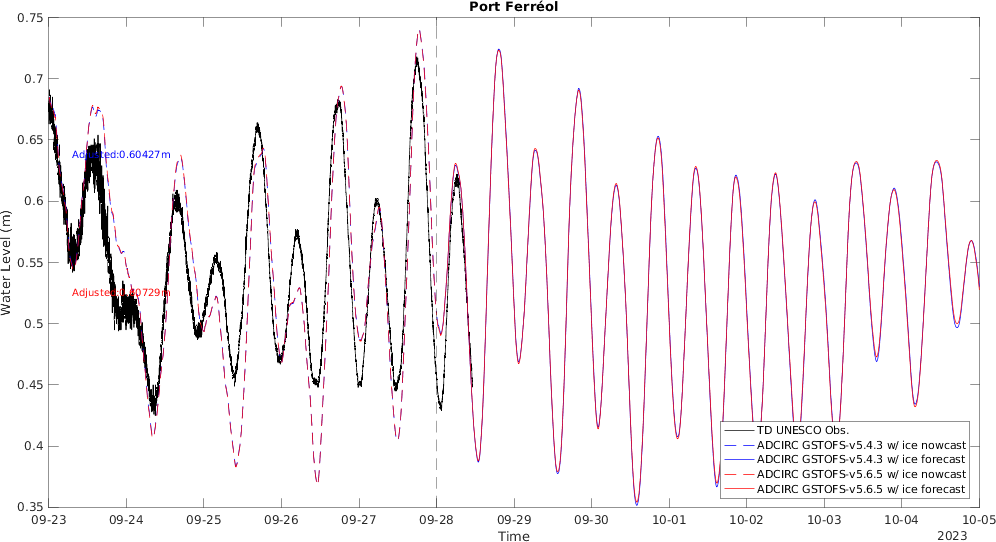 Port Ferréol
0.75
0.7
0.65
0.6
0.55
0.5
0.45
0.4
0.35
Water Level (m)
Adjusted:0.60427m
Adjusted:0.60729m
TD UNESCO Obs.
ADCIRC GSTOFS-v5.4.3 w/ ice nowcast
ADCIRC GSTOFS-v5.4.3 w/ ice forecast
ADCIRC GSTOFS-v5.6.5 w/ ice nowcast
ADCIRC GSTOFS-v5.6.5 w/ ice forecast
09-23 09-24 09-25 09-26 09-27 09-28 09-29 09-30 10-01 10-02 10-03 10-04 10-05
Time
2023